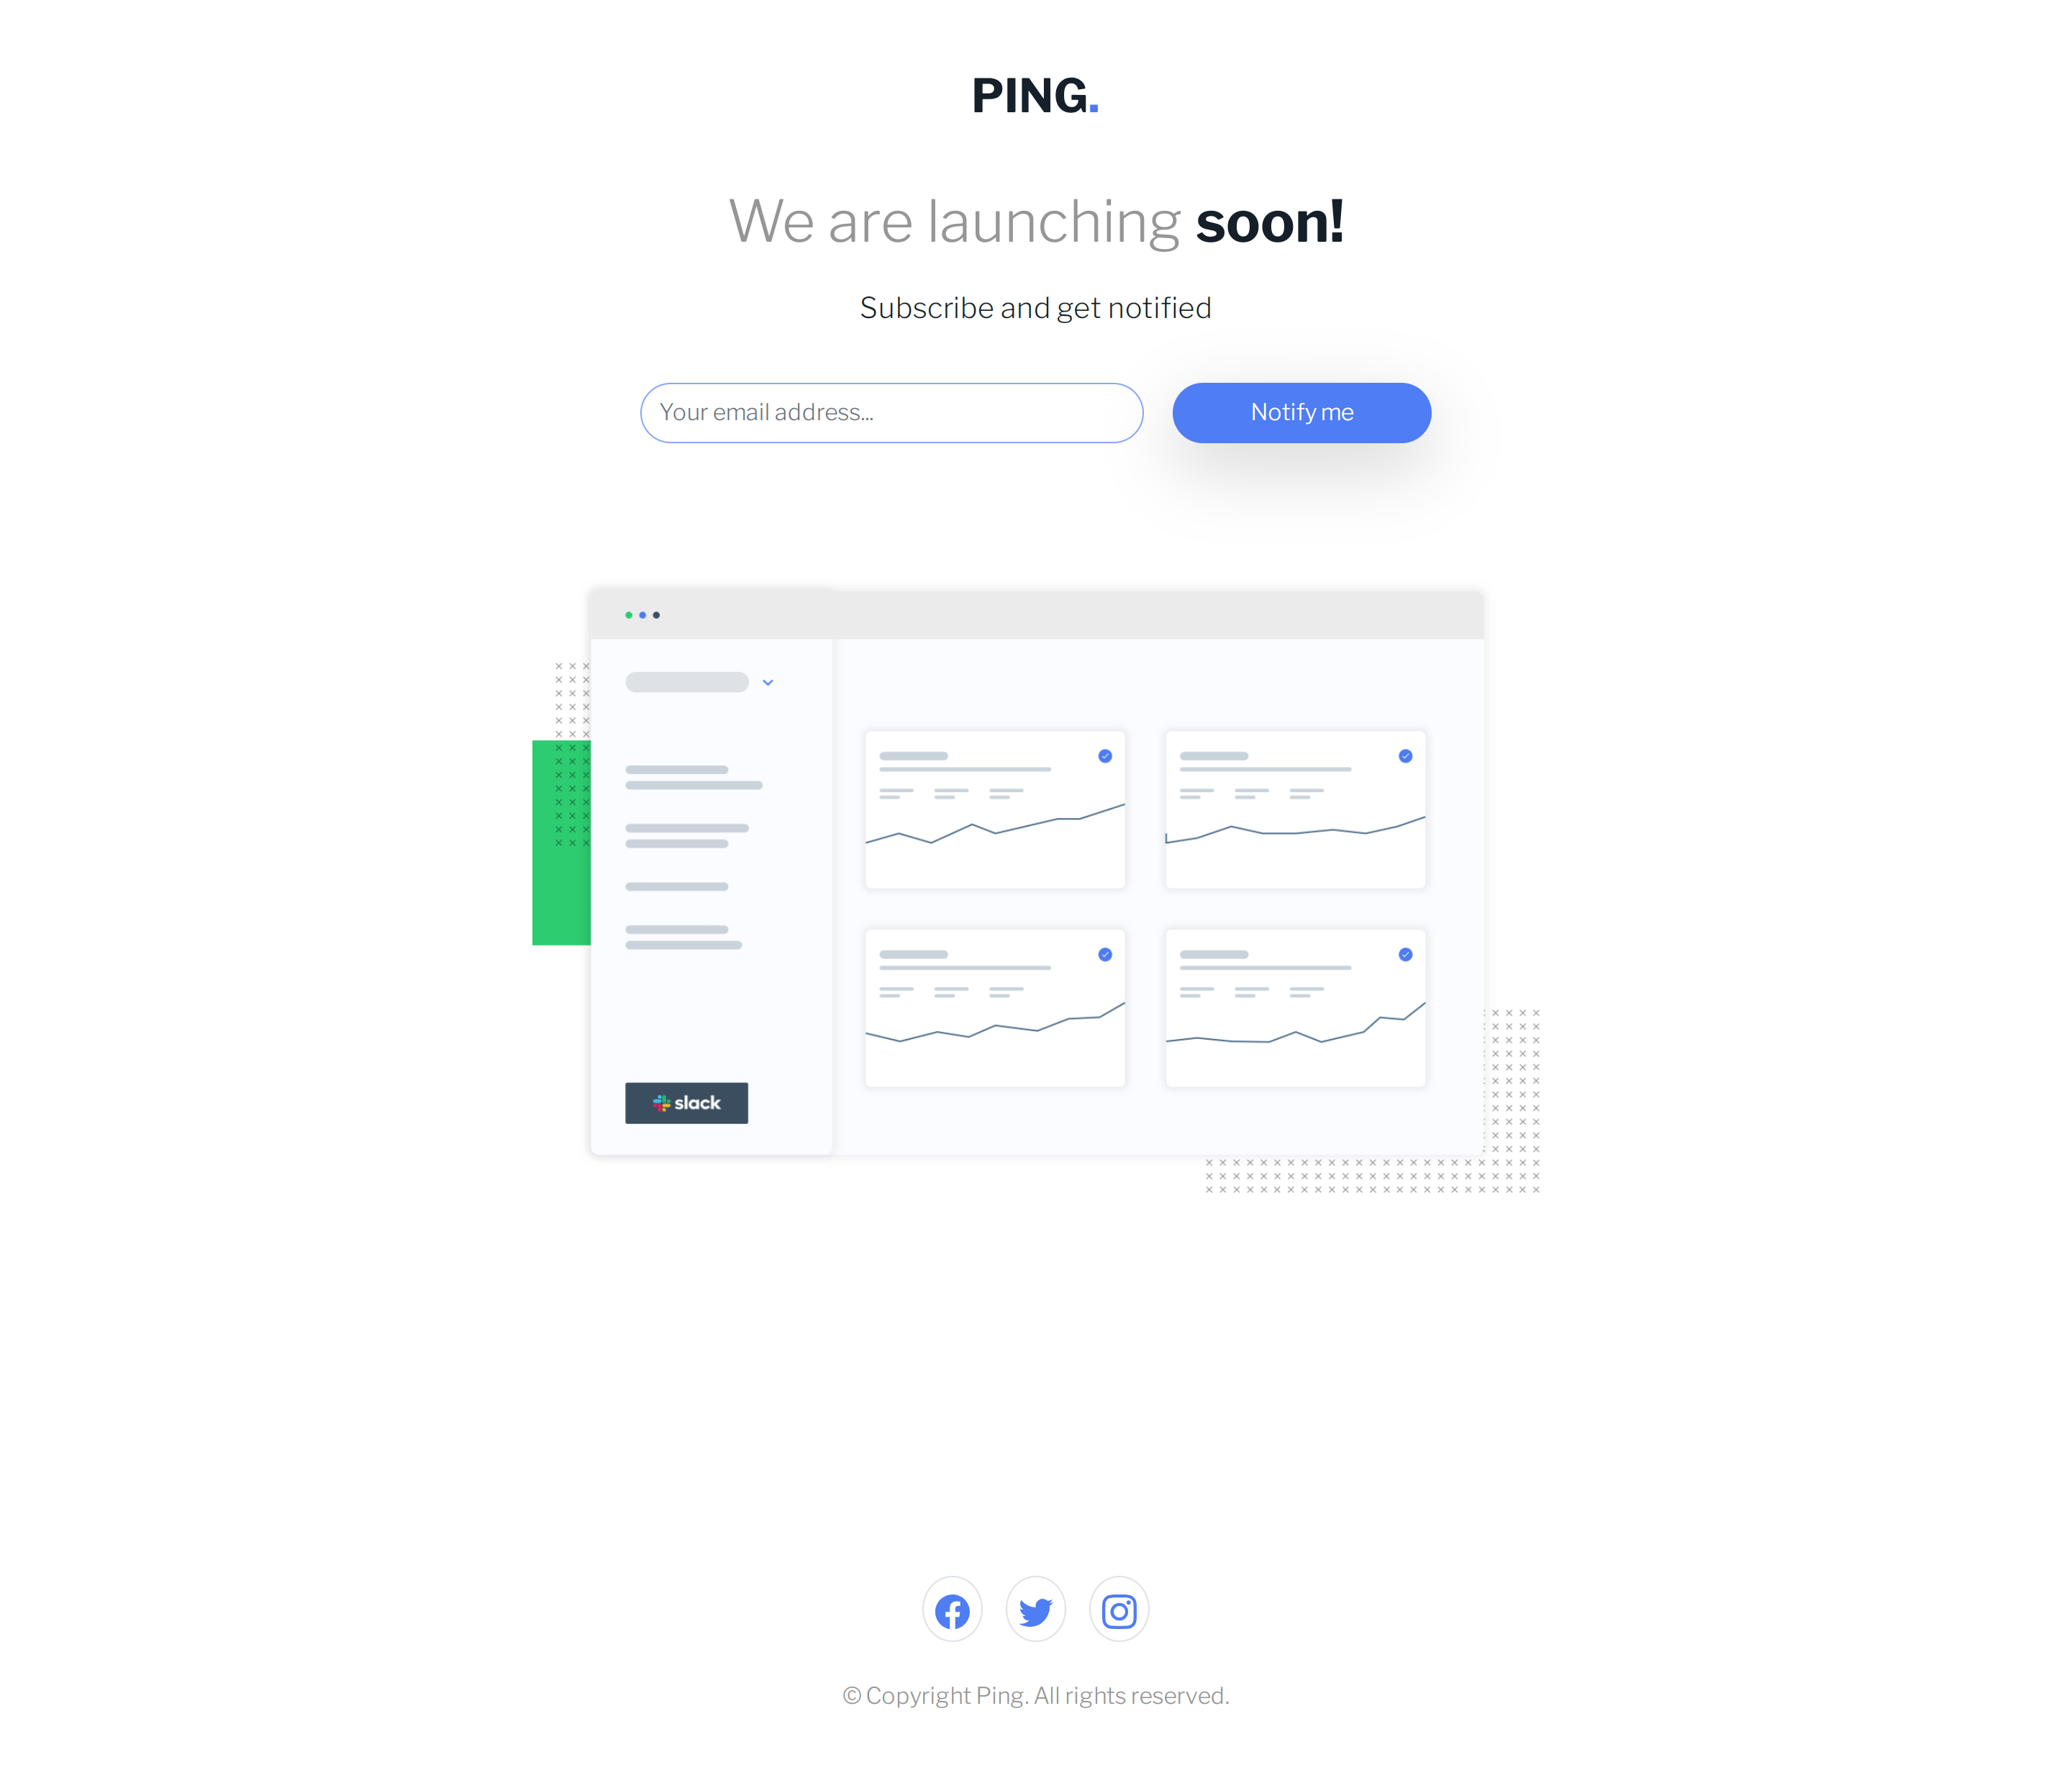 PING.
We are launching soon!
Subscribe and get notified
Your email address...
Notify me
slack
© Copyright Ping. All rights reserved.